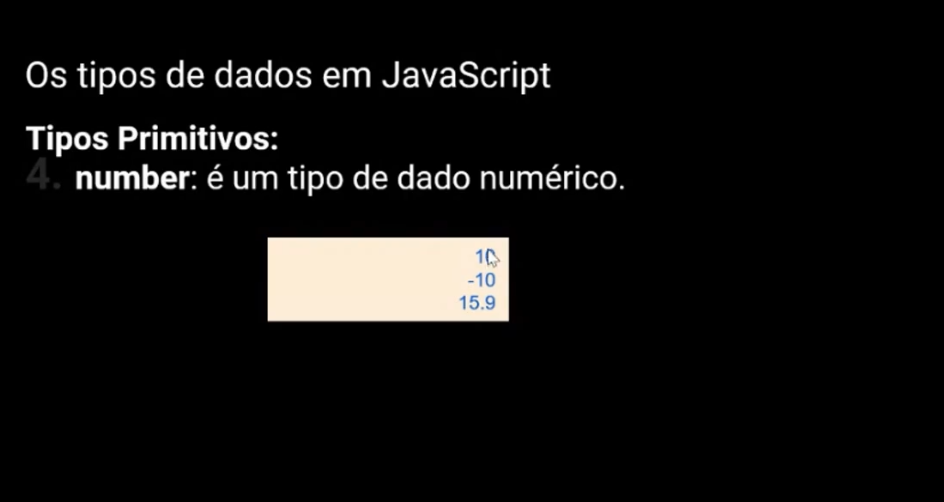 Os tipos de dados em JavaScript
Tipos Primitivos:
4. number: é um tipo de dado numérico.
10
-10
15.9